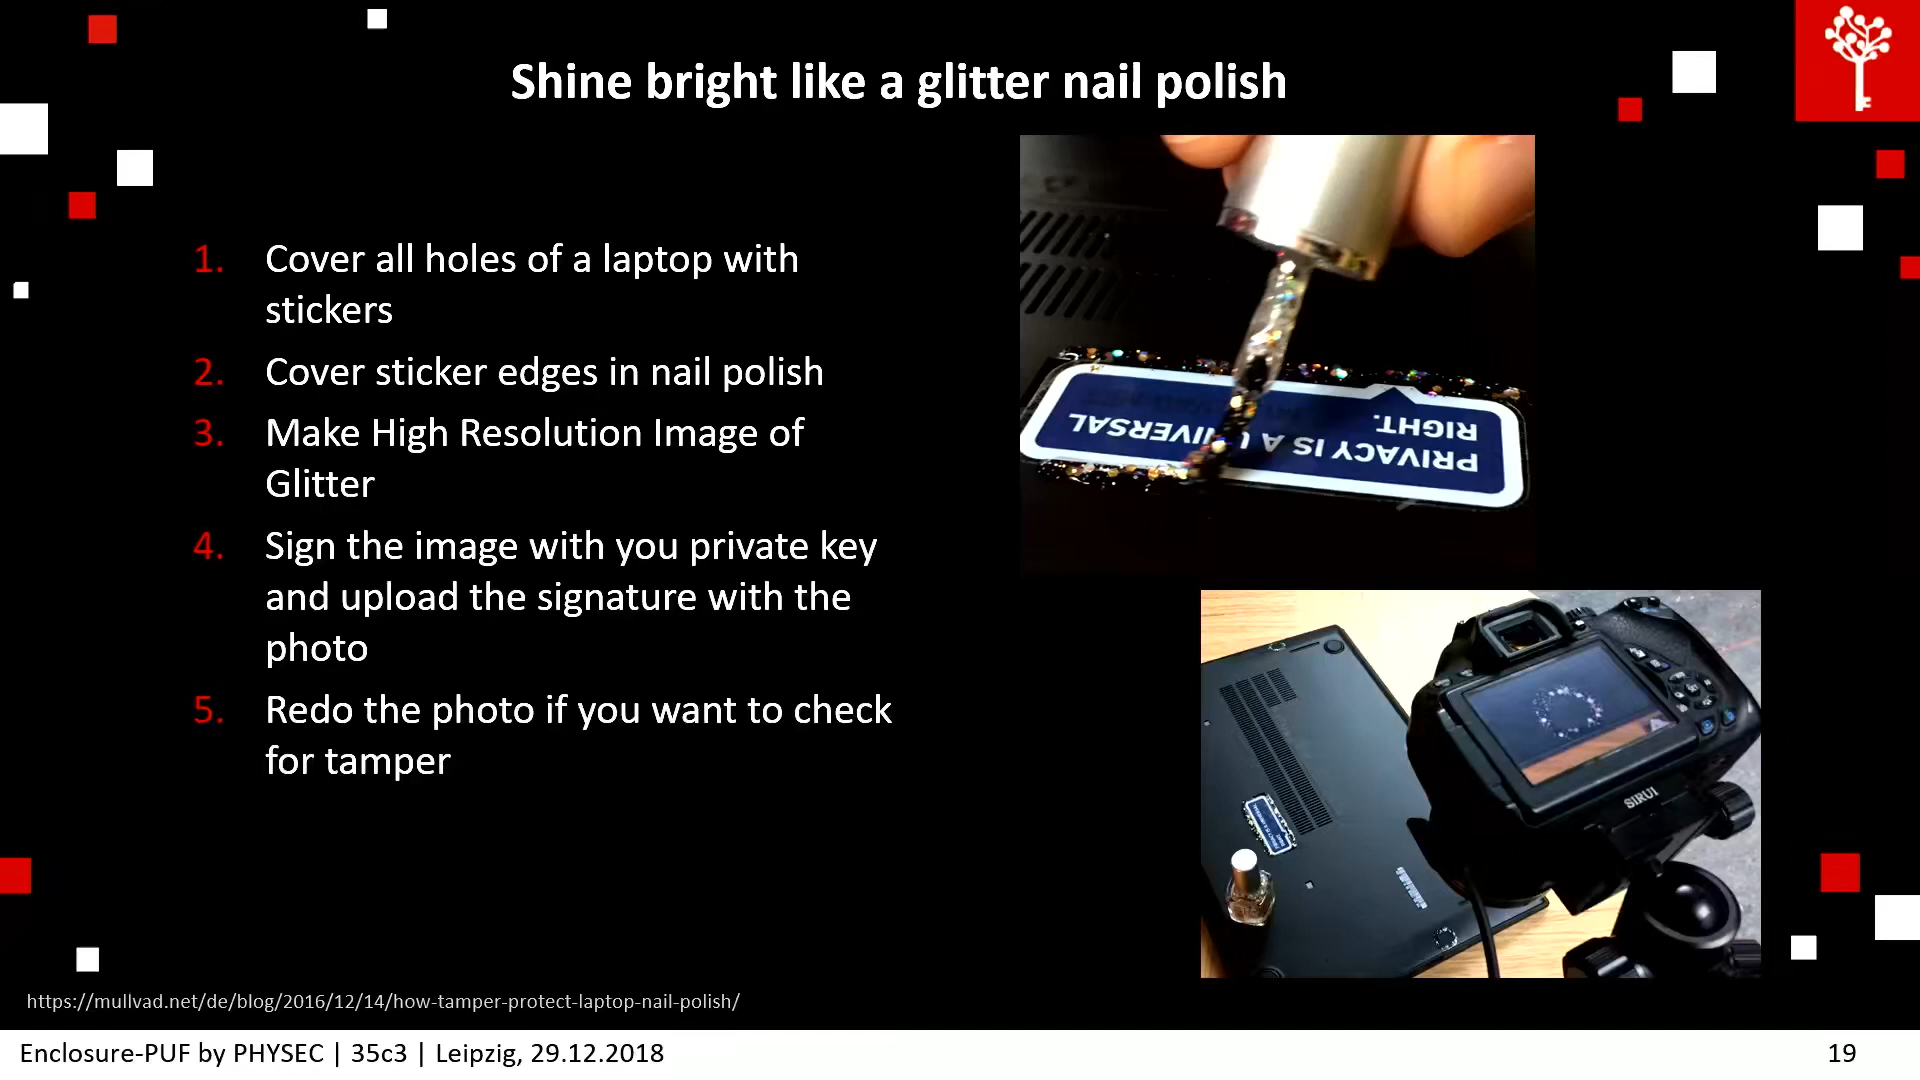 Shine bright like a glitter nail polish
1. Cover all holes of a laptop with
stickers
2. Cover sticker edges in nail polish
3. Make High Resolution Image of
Glitter
4. Sign the image with you private key
and upload the signature with the
photo
5. Redo the photo if you want to check
for tamper
PRIVACY IS A UNIVERSAL
RIGHT.
SIRUI
https://mullvad.net/de/blog/2016/12/14/how-tamper-protect-laptop-nail-polish/
Enclosure-PUF by PHYSEC | 35c3 | Leipzig, 29.12.2018
19